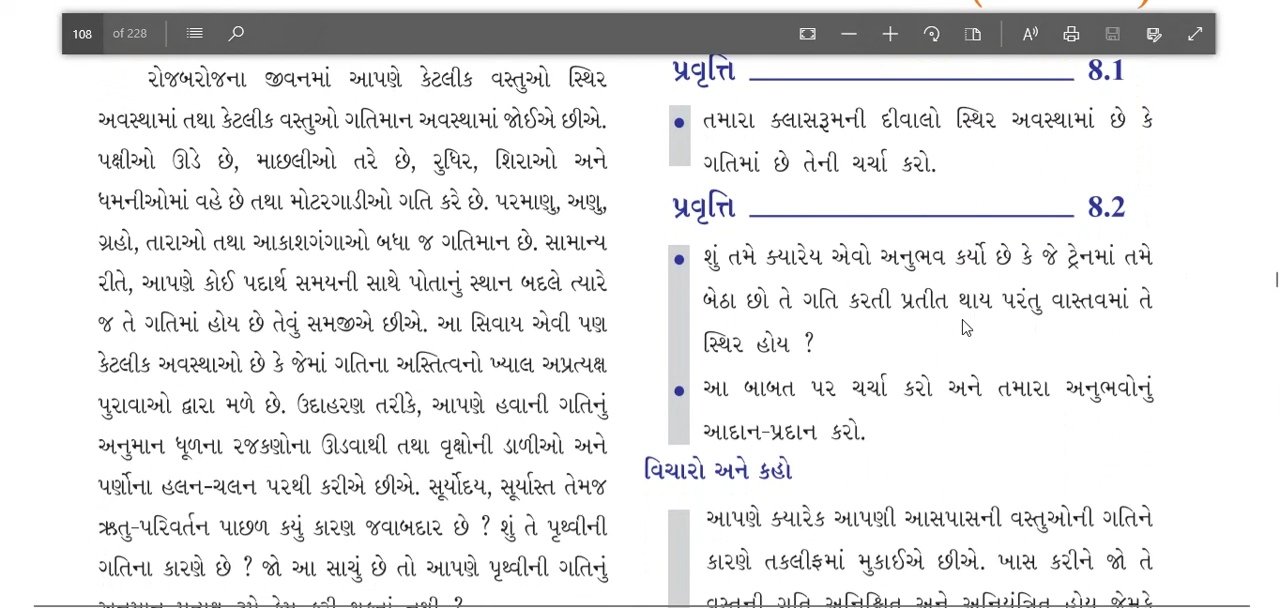 108
of 228
રોજબરોજના જીવનમાં આપણે કેટલીક વસ્તુઓ સ્થિર
અવસ્થામાં તથા કેટલીક વસ્તુઓ ગતિમાન અવસ્થામાં જોઈએ છીએ.
પક્ષીઓ ઊડે છે, માછલીઓ તરે છે, રુધિર, શિરાઓ અને
ધમનીઓમાં વહે છે તથા મોટરગાડીઓ ગતિ કરે છે. પરમાણુ, અણુ,
ગ્રહો, તારાઓ તથા આકાશગંગાઓ બધા જ ગતિમાન છે. સામાન્ય
રીતે, આપણે કોઈ પદાર્થ સમયની સાથે પોતાનું સ્થાન બદલે ત્યારે
જ તે ગતિમાં હોય છે તેવું સમજીએ છીએ. આ સિવાય એવી પણ
કેટલીક અવસ્થાઓ છે કે જેમાં ગતિના અસ્તિત્વનો ખ્યાલ અપ્રત્યક્ષ
પુરાવાઓ દ્વારા મળે છે. ઉદાહરણ તરીકે, આપણે હવાની ગતિનું
અનુમાન ધૂળના રજકણોના ઊડવાથી તથા વૃક્ષોની ડાળીઓ અને
પર્ણોના હલન-ચલન પરથી કરીએ છીએ. સૂર્યોદય, સૂર્યાસ્ત તેમજ
ઋતુ-પરિવર્તન પાછળ કયું કારણ જવાબદાર છે ? શું તે પૃથ્વીની
ગતિના કારણે છે ? જો આ સાચું છે તો આપણે પૃથ્વીની ગતિનું
પ્રવૃત્તિ 8.1
• તમારા ક્લાસરૂમની દીવાલો સ્થિર અવસ્થામાં છે કે
ગતિમાં છે તેની ચર્ચા કરો.
પ્રવૃત્તિ 8.2
• શું તમે ક્યારેય એવો અનુભવ કર્યો છે કે જે ટ્રેનમાં તમે
બેઠા છો તે ગતિ કરતી પ્રતીત થાય પરંતુ વાસ્તવમાં તે
સ્થિર હોય ?
• આ બાબત પર ચર્ચા કરો અને તમારા અનુભવોનું
આદાન-પ્રદાન કરો.
વિચારો અને કહો
આપણે ક્યારેક આપણી આસપાસની વસ્તુઓની ગતિને
કારણે તકલીફમાં મુકાઈએ છીએ. ખાસ કરીને જો તે
વસ્તુની ગતિ અનિશ્ચિત અને અનિયંત્રિત હોય જેમકે